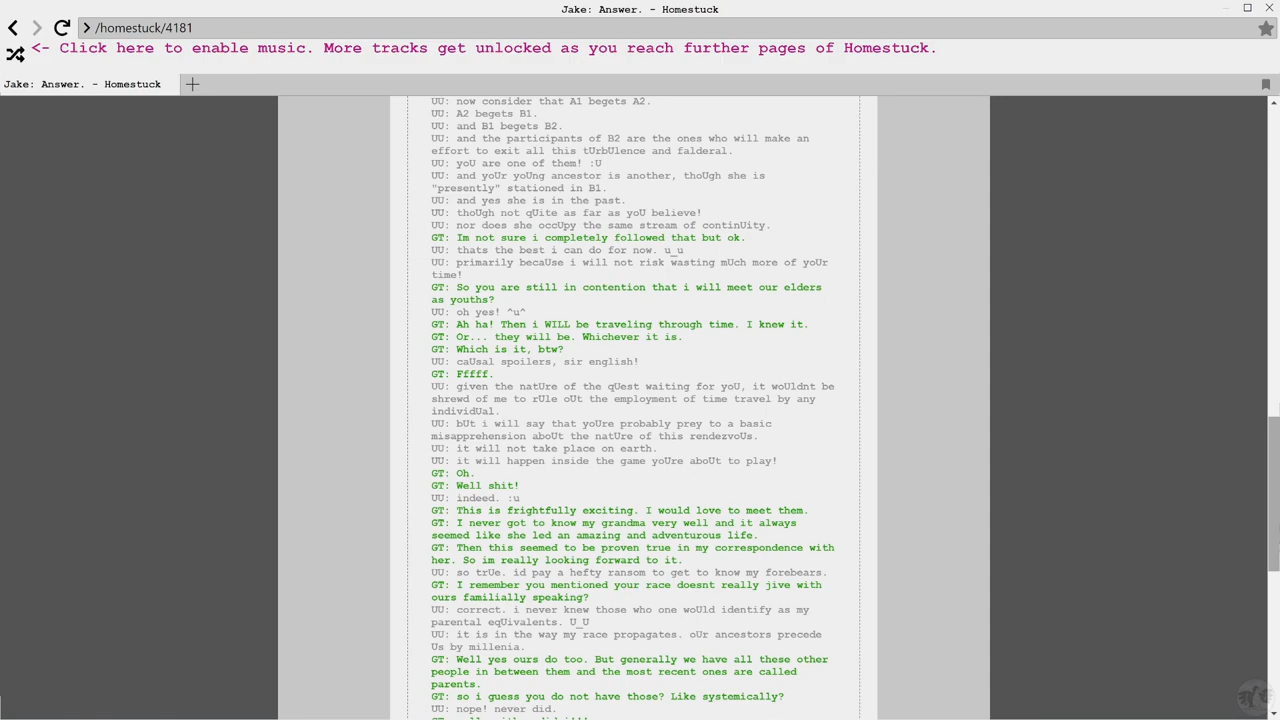 Jake: Answer. - Homestuck
/homestuck/4181
<- Click here to enable music. More tracks get unlocked as you reach further pages of Homestuck.
Jake: Answer. - Homestuck
UU: now consider that A1 begets A2.
UU: A2 begets B1.
UU: and B1 begets B2.
UU: and the participants of B2 are the ones who will make an
effort to exit all this tUrbUlence and falderal.
UU: yoU are one of them! :U
UU: and yoUr yoUng ancestor is another, thoUgh she is
"presently" stationed in B1.
UU: and yes she is in the past.
UU: thoUgh not qUite as far as yoU believe!
UU: nor does she occUpy the same stream of continUity.
GT: Im not sure i completely followed that but ok.
UU: thats the best i can do for now. u_u
UU: primarily becaUse i will not risk wasting mUch more of yoUr
time!
GT: So you are still in contention that i will meet our elders
as youths?
UU: oh yes! ^u^
GT: Ah ha! Then i WILL be traveling through time. I knew it.
GT: Or... they will be. Whichever it is.
GT: Which is it, btw?
UU: caUsal spoilers, sir english!
GT: Fffff.
UU: given the natUre of the qUest waiting for yoU, it woUldnt be
shrewd of me to rUle oUt the employment of time travel by any
individUal.
UU: bUt i will say that yoUre probably prey to a basic
misapprehension aboUt the natUre of this rendezvoUs.
UU: it will not take place on earth.
UU: it will happen inside the game yoUre aboUt to play!
GT: Oh.
GT: Well shit!
UU: indeed. :u
GT: This is frightfully exciting. I would love to meet them.
GT: I never got to know my grandma very well and it always
seemed like she led an amazing and adventurous life.
GT: Then this seemed to be proven true in my correspondence with
her. So im really looking forward to it.
UU: so trUe. id pay a hefty ransom to get to know my forebears.
GT: I remember you mentioned your race doesnt really jive with
ours familially speaking?
UU: correct. i never knew those who one woUld identify as my
parental eqUivalents. U_U
UU: it is in the way my race propagates. oUr ancestors precede
Us by millenia.
GT: Well yes ours do too. But generally we have all these other
people in between them and the most recent ones are called
parents.
GT: so i guess you do not have those? Like systemically?
UU: nope! never did.